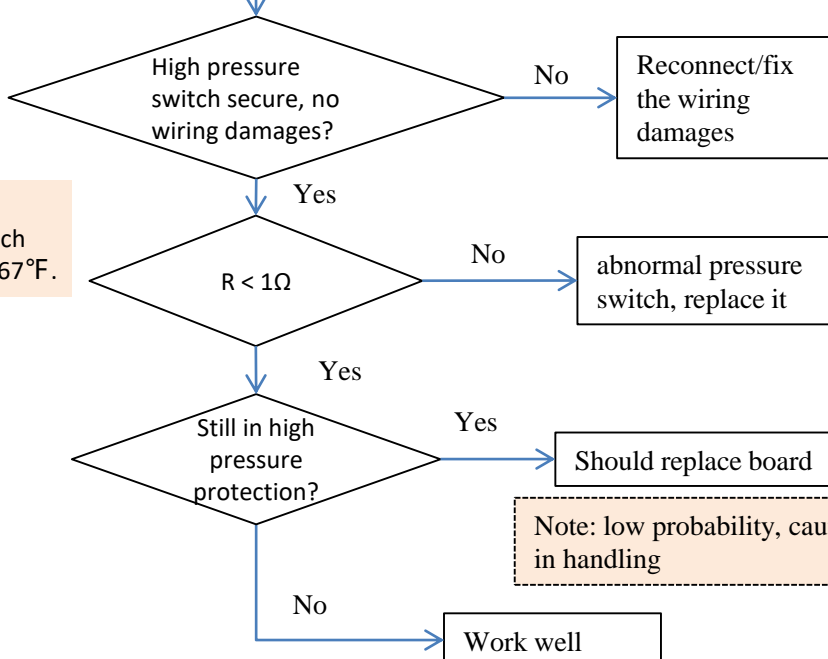 High pressure
switch secure, no
wiring damages?
No
Reconnect/fix
the wiring
damages
Yes
67°F.
R < 1Ω
No
abnormal pressure
switch, replace it
Yes
Still in high
pressure
protection?
Yes
Should replace board
Note: low probability,
in handling
No
Work well